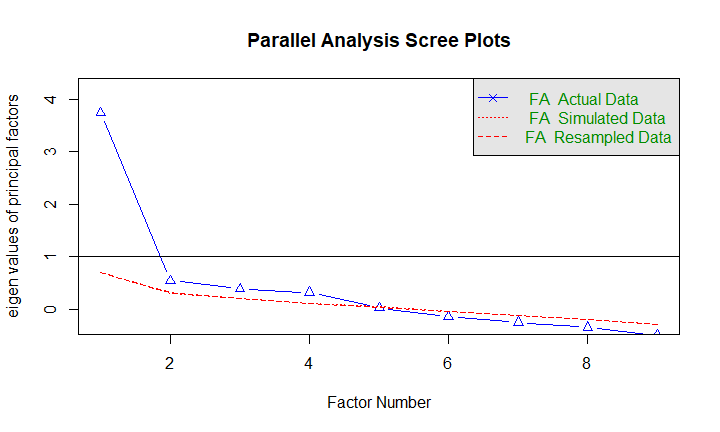 Parallel Analysis Scree Plots
eigen values of principal factors
4
3
2
1
0
FA  Actual Data
FA  Simulated Data
FA  Resampled Data
2 4 6 8
Factor Number